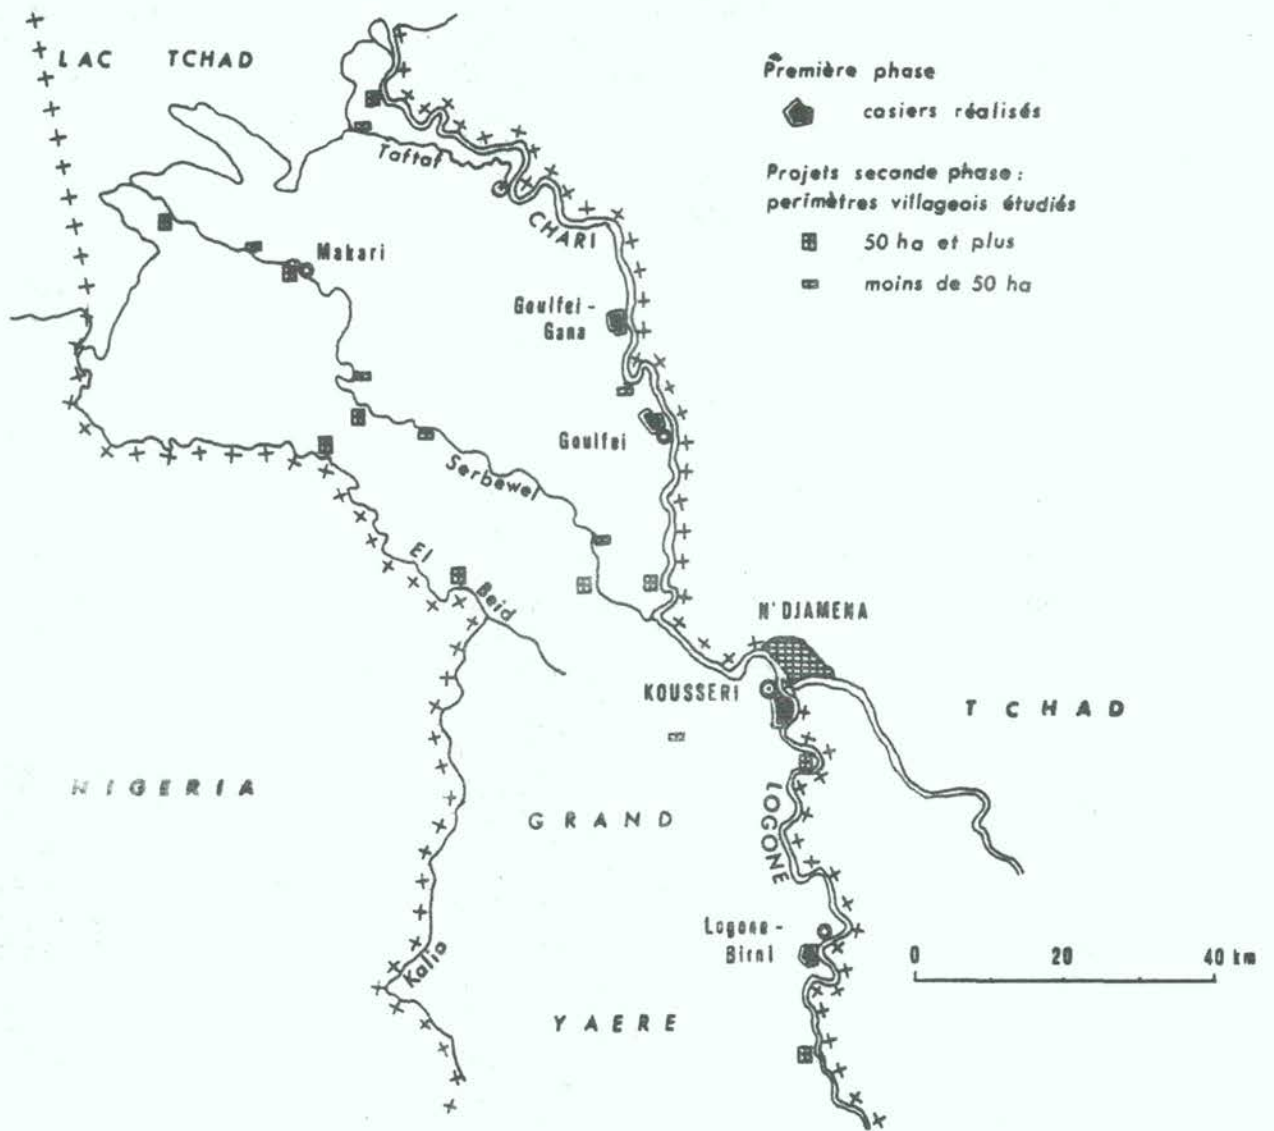 LAC TCHAD
Première phase
casiers réalisés
Projets seconde phase :
perimètres villageois étudiés
50 ha et plus
moins de 50 ha
Taftaf
CHARI
Makari
Goulfei-
Gana
Goulfei
Serbewel
El Beid
N'DJAMENA
KOUSSERI
TCHAD
NIGERIA
GRAND
LOGONE
Logone-
Birni
0 20 40 km
Kalia
YAERE